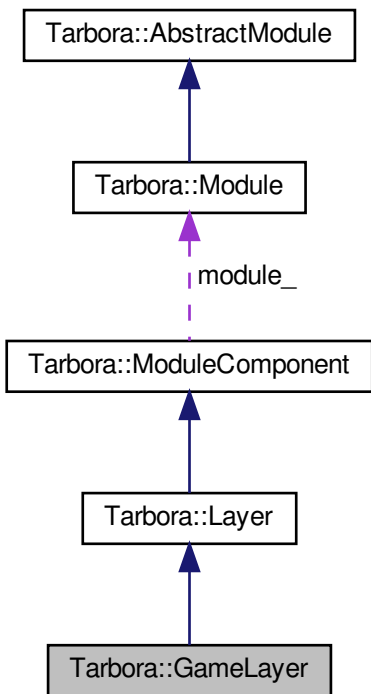 Tarbora::AbstractModule
Tarbora::Module
module_
Tarbora::ModuleComponent
Tarbora::Layer
Tarbora::GameLayer